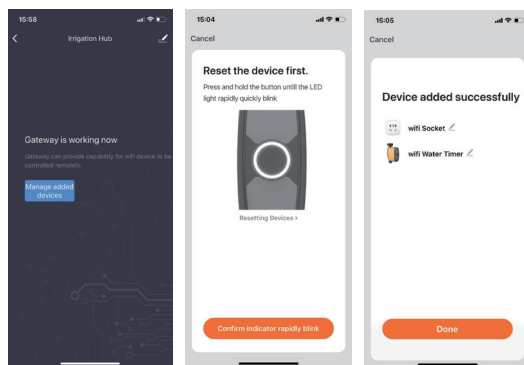 15:58
Irrigation Hub
Gateway is working now
Gateway can provide capability for wifi device to be
controlled remotely.
Manage added
devices
15:04
Cancel
Reset the device first.
Press and hold the button untill the LED
light rapidly quickly blink
Resetting Devices >
Confirm indicator rapidly blink
15:05
Cancel
Device added successfully
wifi Socket
wifi Water Timer
Done